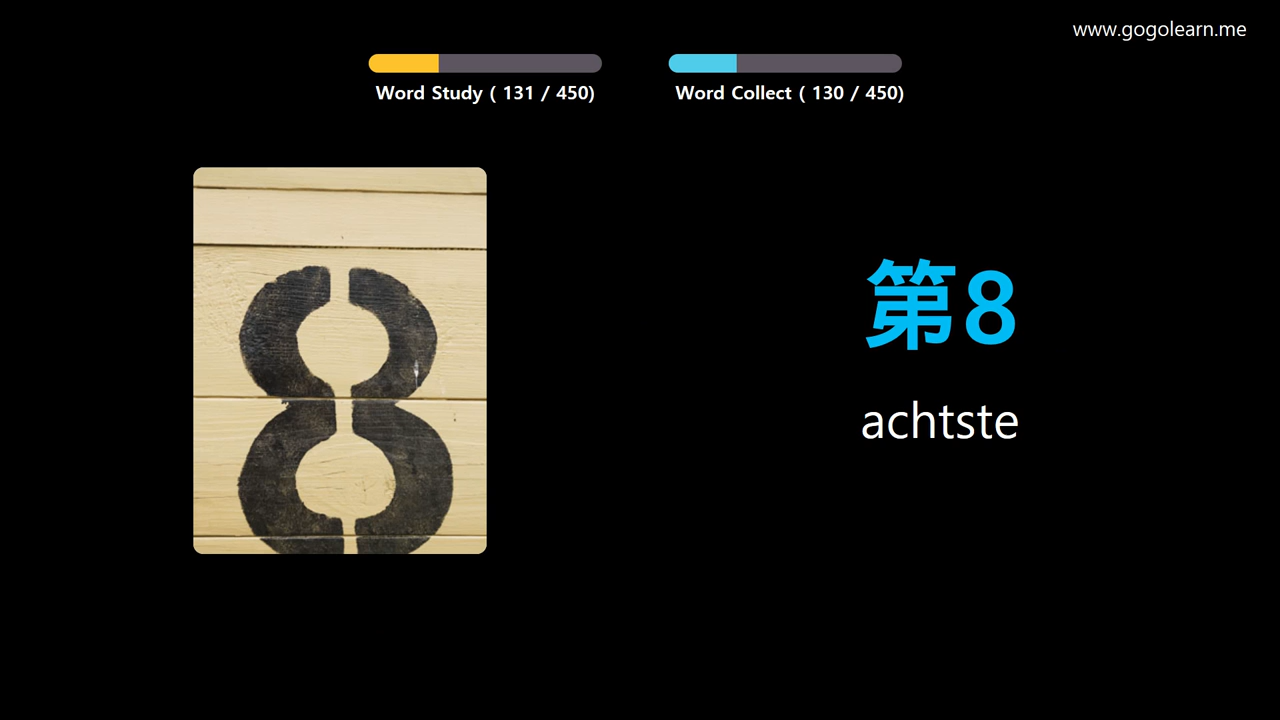 www.gogolearn.me
Word Study ( 131 / 450)
Word Collect ( 130 / 450)
8
第8
achtste